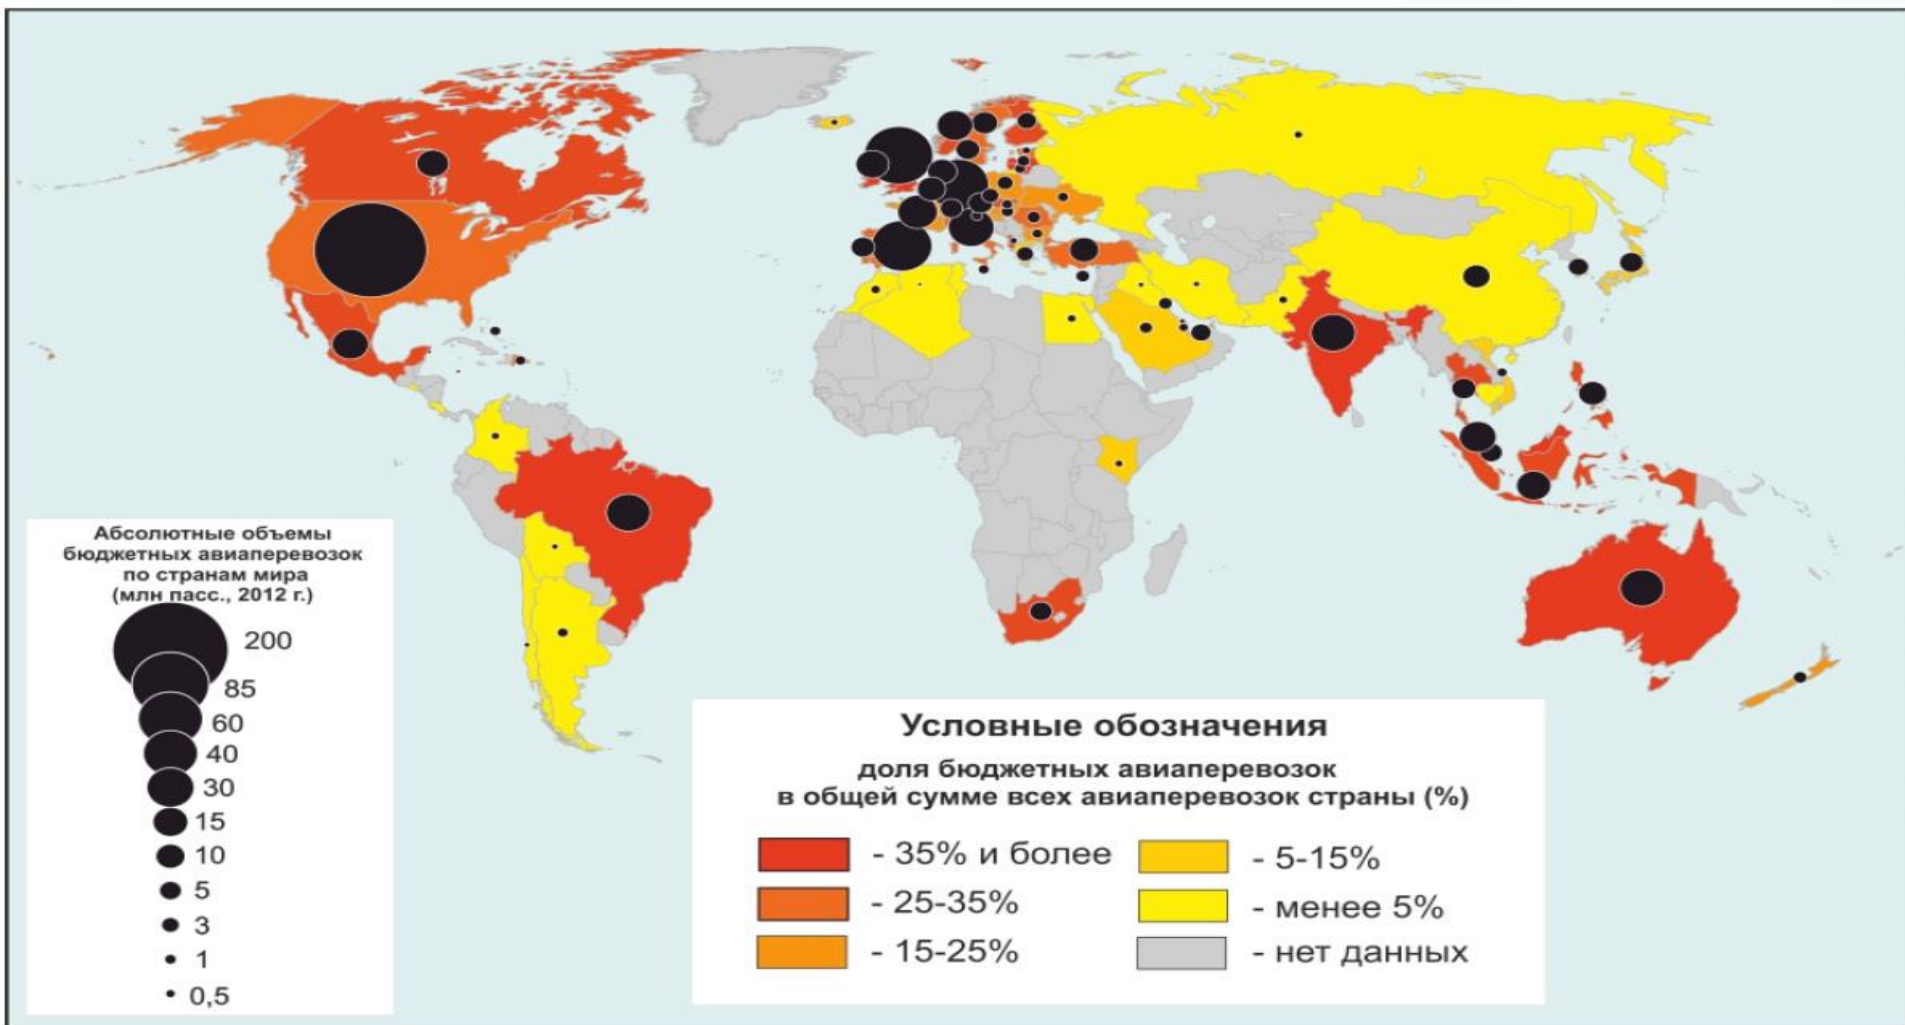 Абсолютные объемы
бюджетных авиаперевозок
по странам мира
(млн пасс., 2012 г.)
200
85
60
40
30
15
10
5
3
1
0,5
Условные обозначения
доля бюджетных авиаперевозок
в общей сумме всех авиаперевозок страны (%)
- 35% и более
- 25-35%
- 15-25%
- 5-15%
- менее 5%
- нет данных